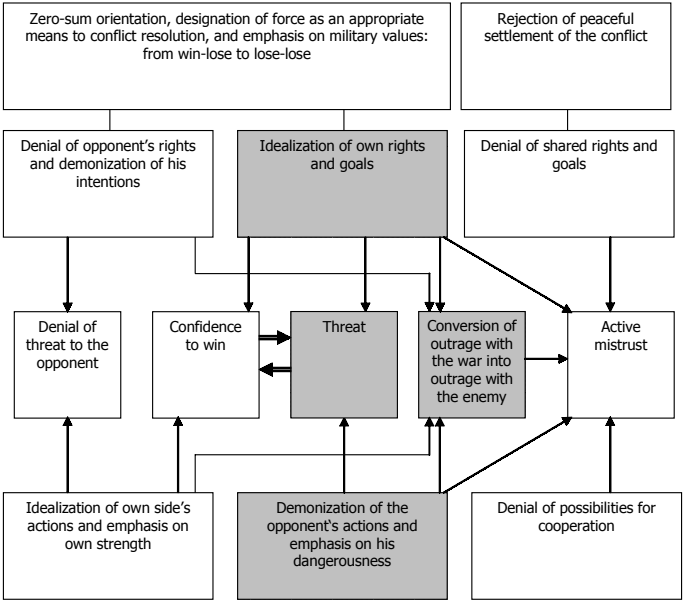 Zero-sum orientation, designation of force as an appropriate
means to conflict resolution, and emphasis on military values:
from win-lose to lose-lose
Rejection of peaceful
settlement of the conflict
Denial of opponent's rights
and demonization of his
intentions
Idealization of own rights
and goals
Denial of shared rights and
goals
Denial of
threat to the
opponent
Confidence
to win
Threat
Conversion of
outrage with
the war into
outrage with
the enemy
Active
mistrust
Idealization of own side's
actions and emphasis on
own strength
Demonization of the
opponent's actions and
emphasis on his
dangerousness
Denial of possibilities for
cooperation